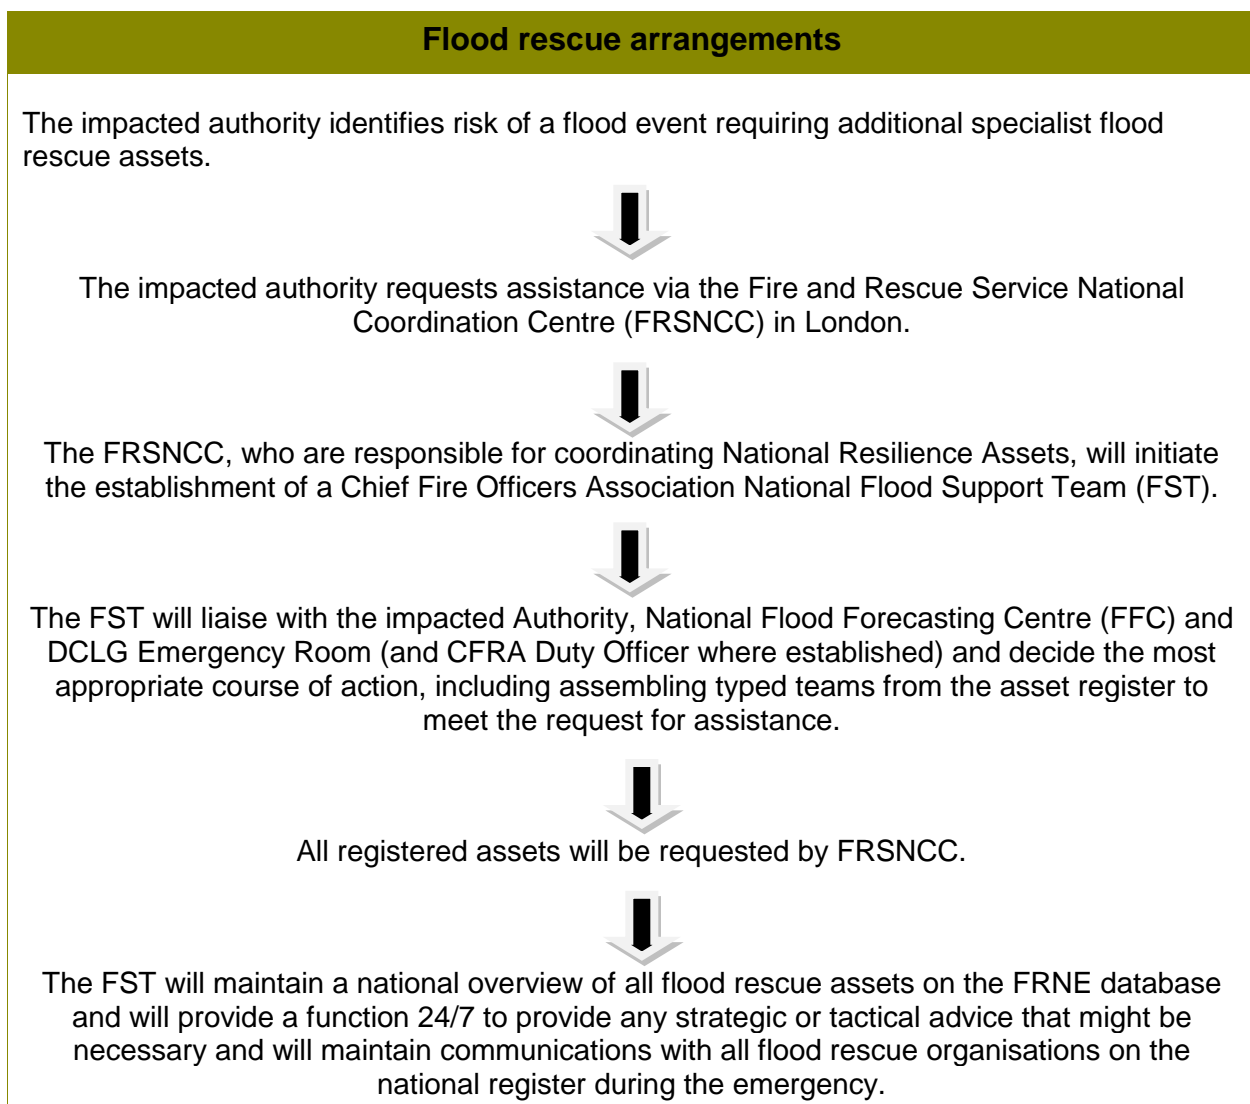 Flood rescue arrangements
The impacted authority identifies risk of a flood event requiring additional specialist flood
rescue assets.
The impacted authority requests assistance via the Fire and Rescue Service National
Coordination Centre (FRSNCC) in London.
The FRSNCC, who are responsible for coordinating National Resilience Assets, will initiate
the establishment of a Chief Fire Officers Association National Flood Support Team (FST).
The FST will liaise with the impacted Authority, National Flood Forecasting Centre (FFC) and
DCLG Emergency Room (and CFRA Duty Officer where established) and decide the most
appropriate course of action, including assembling typed teams from the asset register to
meet the request for assistance.
All registered assets will be requested by FRSNCC.
The FST will maintain a national overview of all flood rescue assets on the FRNE database
and will provide a function 24/7 to provide any strategic or tactical advice that might be
necessary and will maintain communications with all flood rescue organisations on the
national register during the emergency.